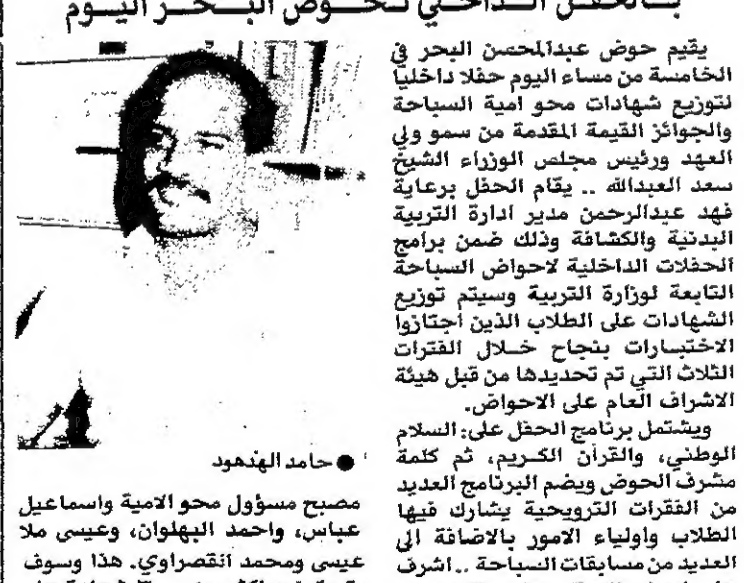 بالحفل الداخلي لحوض البحر اليوم
يقيم حوض عبدالمحسن البحر في
الخامسة من مساء اليوم حفلا داخليا
لتوزيع شهادات محو امية السباحة
والجوائز القيمة المقدمة من سمو ولي
العهد ورئيس مجلس الوزراء الشيخ
سعد العبدالله .. يقام الحفل برعاية
فهد عبدالرحمن مدير ادارة التربية
البدنية والكشافة وذلك ضمن برامج
الحفلات الداخلية لاحواض السباحة
التابعة لوزارة التربية وسيتم توزيع
الشهادات على الطلاب الذين اجتازوا
الاختبارات بنجاح خلال الفترات
الثلاث التي تم تحديدها من قبل هيئة
الاشراف العام على الاحواض.
ويشتمل برنامج الحفل على: السلام
الوطني، والقرآن الكريم، ثم كلمة
مشرف الحوض ويضم البرنامج العديد
من الفقرات الترويحية يشارك فيها
الطلاب واولياء الامور بالاضافة الى
العديد من مسابقات السباحة .. اشرف
● حامد الهدهود
مصبح مسؤول محو الامية واسماعيل
عباس، واحمد البهلوان، وعيسى ملا
عيسى ومحمد القصراوي. هذا وسوف